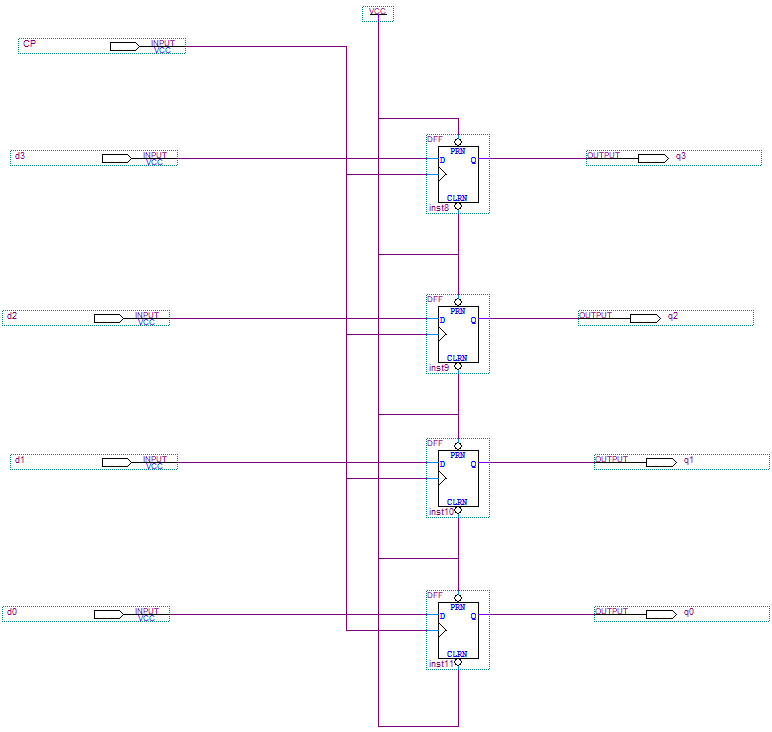 VCC
CP INPUT
VCC
DFF
PRN
d3 INPUT
VCC
D Q
OUTPUT q3
CLRN
inst8
DFF
PRN
d2 INPUT
VCC
D Q
OUTPUT q2
CLRN
inst9
DFF
PRN
d1 INPUT
VCC
D Q
OUTPUT q1
CLRN
inst10
DFF
PRN
d0 INPUT
VCC
D Q
OUTPUT q0
CLRN
inst11